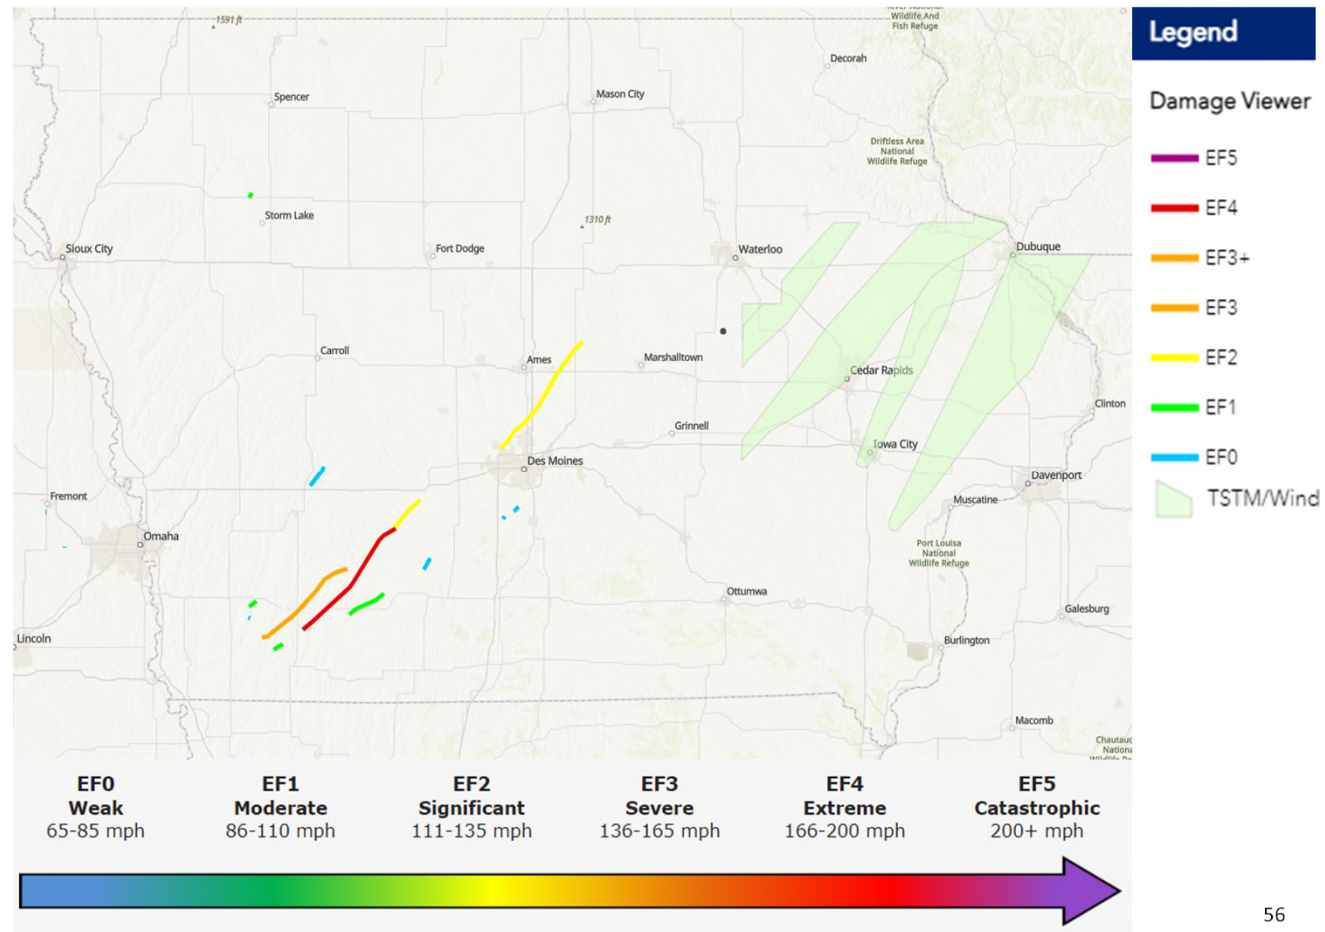 1591 ft
Wildlife And
Fish Refuge
Decorah
Spencer
Mason City
Driftless Area
National
Wildlife Refuge
Storm Lake
1310 ft
Sioux City
Fort Dodge
Waterloo
Dubuque
Carroll
Ames
Marshalltown
Cedar Rapids
Clinton
Grinnell
Iowa City
Des Moines
Davenport
Fremont
Muscatine
Omaha
Port Louisa
National
Wildlife Refuge
Ottumwa
Galesburg
Lincoln
Burlington
Macomb
Chautauc
Nationa
Legend
Damage Viewer
EF5
EF4
EF3+
EF3
EF2
EF1
EF0
TSTM/Wind
EF0
Weak
65-85 mph
EF1
Moderate
86-110 mph
EF2
Significant
111-135 mph
EF3
Severe
136-165 mph
EF4
Extreme
166-200 mph
EF5
Catastrophic
200+ mph
56